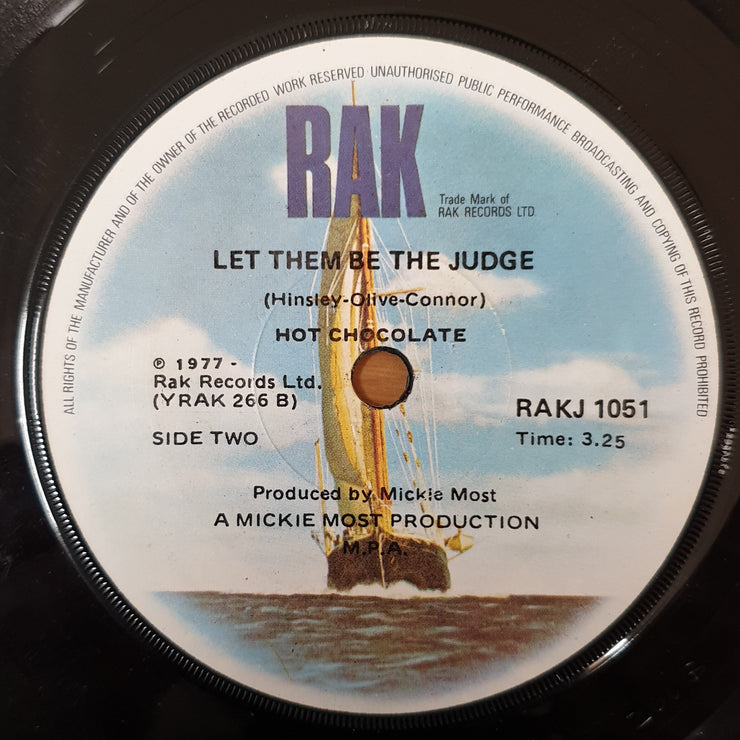 ALL RIGHTS OF THE MANUFACTURER AND OF THE OWNER OF THE RECORDED WORK RESERVED UNAUTHORISED PUBLIC PERFORMANCE BROADCASTING AND COPYING OF THIS RECORD PROHIBITED
RAK
Trade Mark of
RAK RECORDS LTD.
LET THEM BE THE JUDGE
(Hinsley-Olive-Connor)
HOT CHOCOLATE
℗ 1977 -
Rak Records Ltd.
(YRAK 266 B)
RAKJ 1051
SIDE TWO
Time: 3.25
Produced by Mickie Most
A MICKIE MOST PRODUCTION
M.P.A.